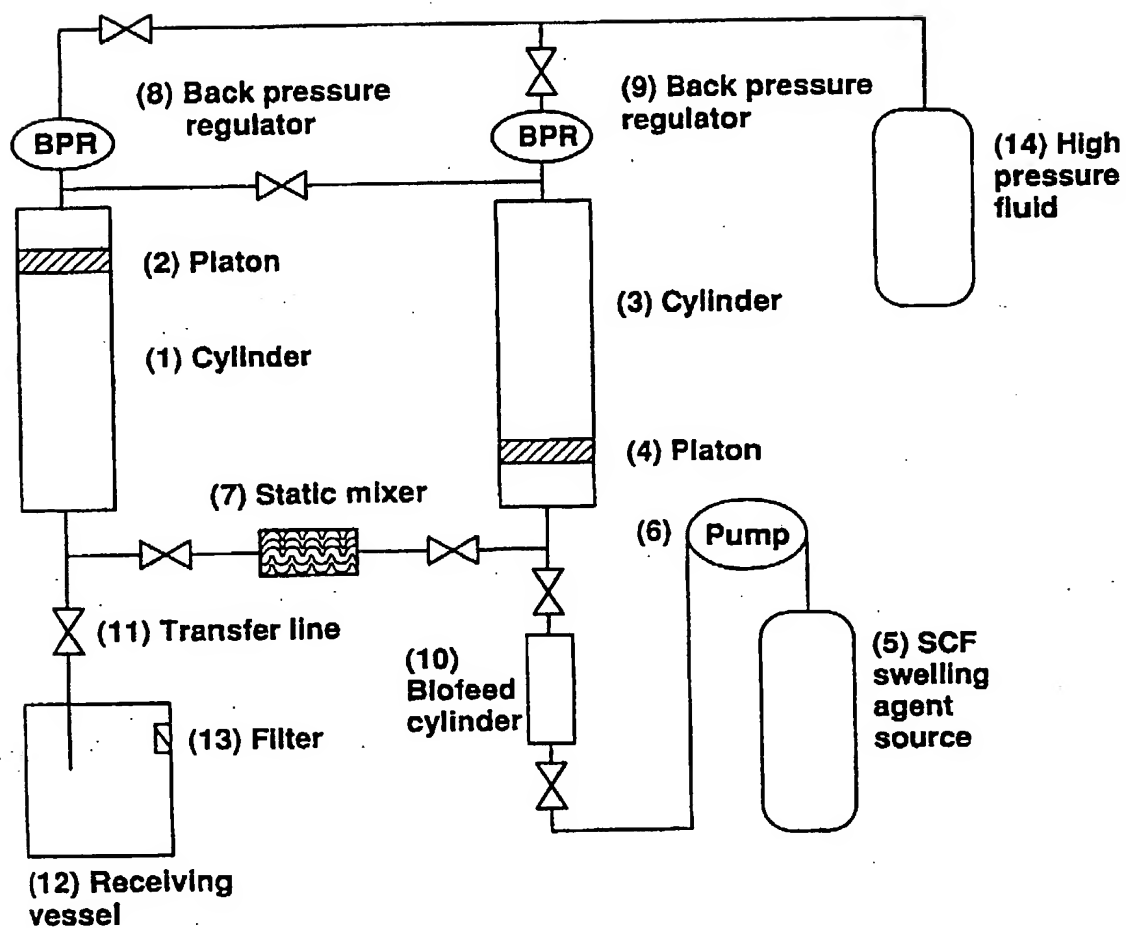 (8) Back pressure
regulator
(9) Back pressure
regulator
BPR
BPR
(14) High
pressure
fluid
(2) Platon
(3) Cylinder
(1) Cylinder
(4) Platon
(7) Static mixer
(6)
Pump
(11) Transfer line
(10)
Biofeed
cylinder
(5) SCF
swelling
agent
source
(13) Filter
(12) Receiving
vessel